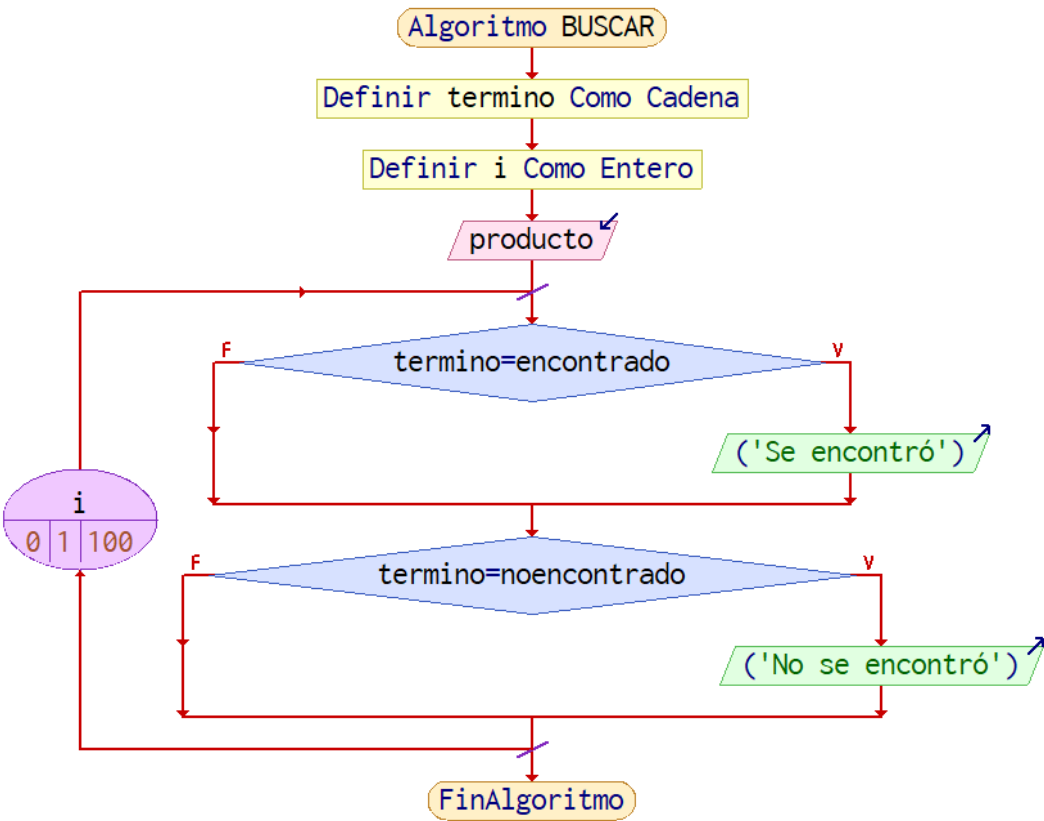 Algoritmo BUSCAR
Definir termino Como Cadena
Definir i Como Entero
producto
F
termino=encontrado
V
('Se encontró')
i
0 1 100
F
termino=noencontrado
V
('No se encontró')
FinAlgoritmo